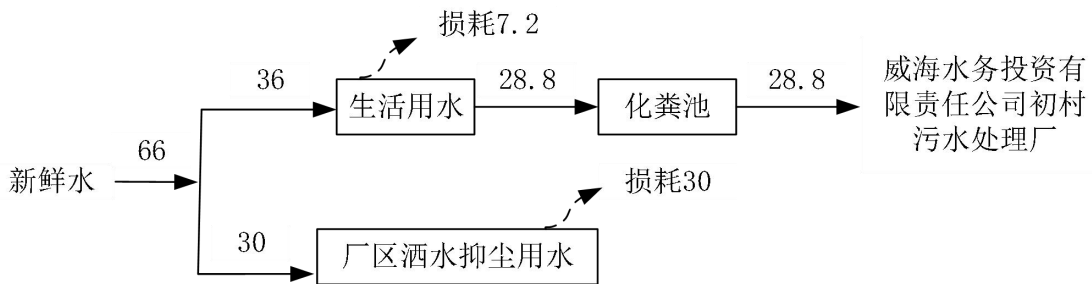 损耗7.2
36
生活用水
28.8
化粪池
28.8
威海水务投资有
限责任公司初村
污水处理厂
66
新鲜水
损耗30
30
厂区洒水抑尘用水